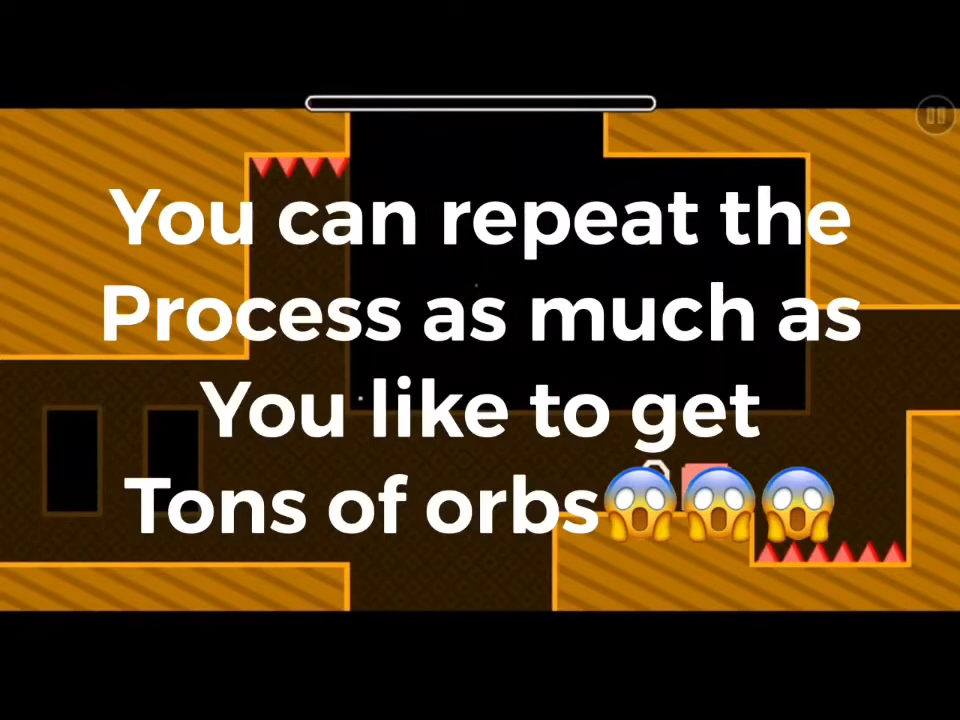 You can repeat the
Process as much as
You like to get
Tons of orbs😱😱😱